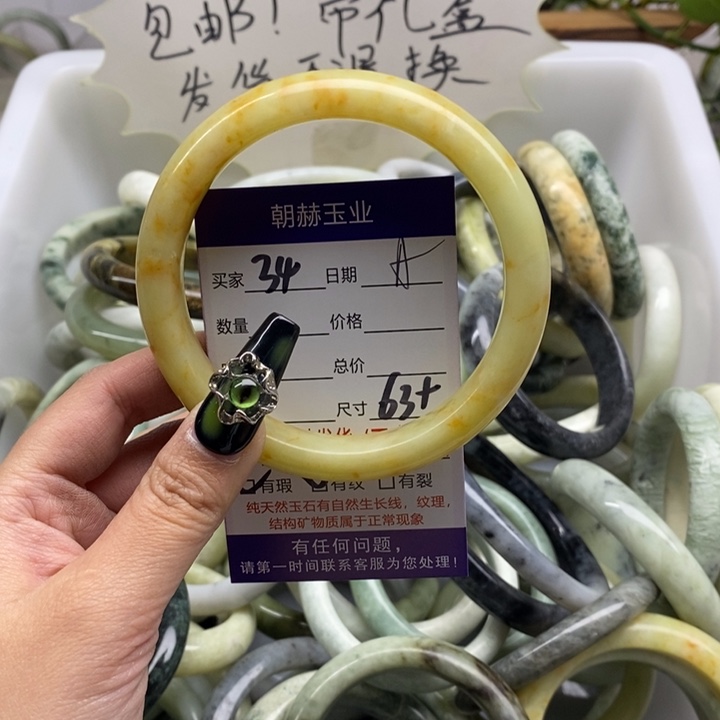 包邮！带化盒
发货不退换
朝赫玉业
买家 34 日期
数量 价格
总价
尺寸 63+
有瑕 有纹 有裂
纯天然玉石有自然生长线，纹理，
结构矿物质属于正常现象
有任何问题，
请第一时间联系客服为您处理！